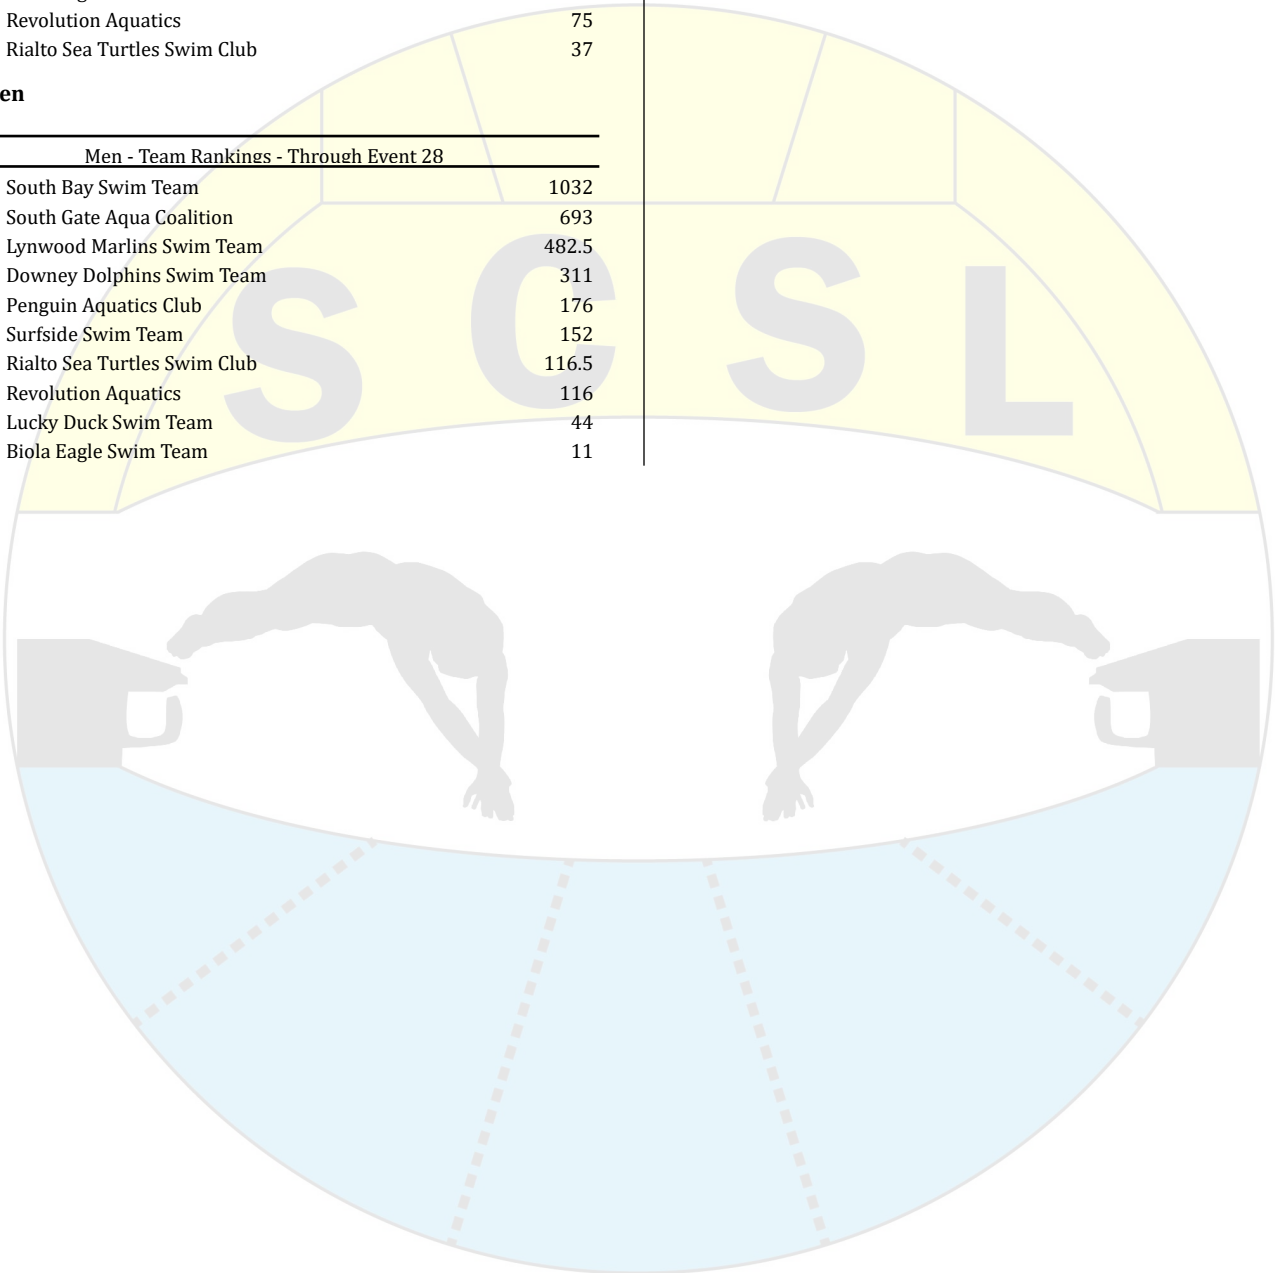 Revolution Aquatics 75
Rialto Sea Turtles Swim Club 37
en
Men - Team Rankings - Through Event 28
South Bay Swim Team 1032
South Gate Aqua Coalition 693
Lynwood Marlins Swim Team 482.5
Downey Dolphins Swim Team 311
Penguin Aquatics Club 176
Surfside Swim Team 152
Rialto Sea Turtles Swim Club 116.5
Revolution Aquatics 116
Lucky Duck Swim Team 44
Biola Eagle Swim Team 11
S C S L